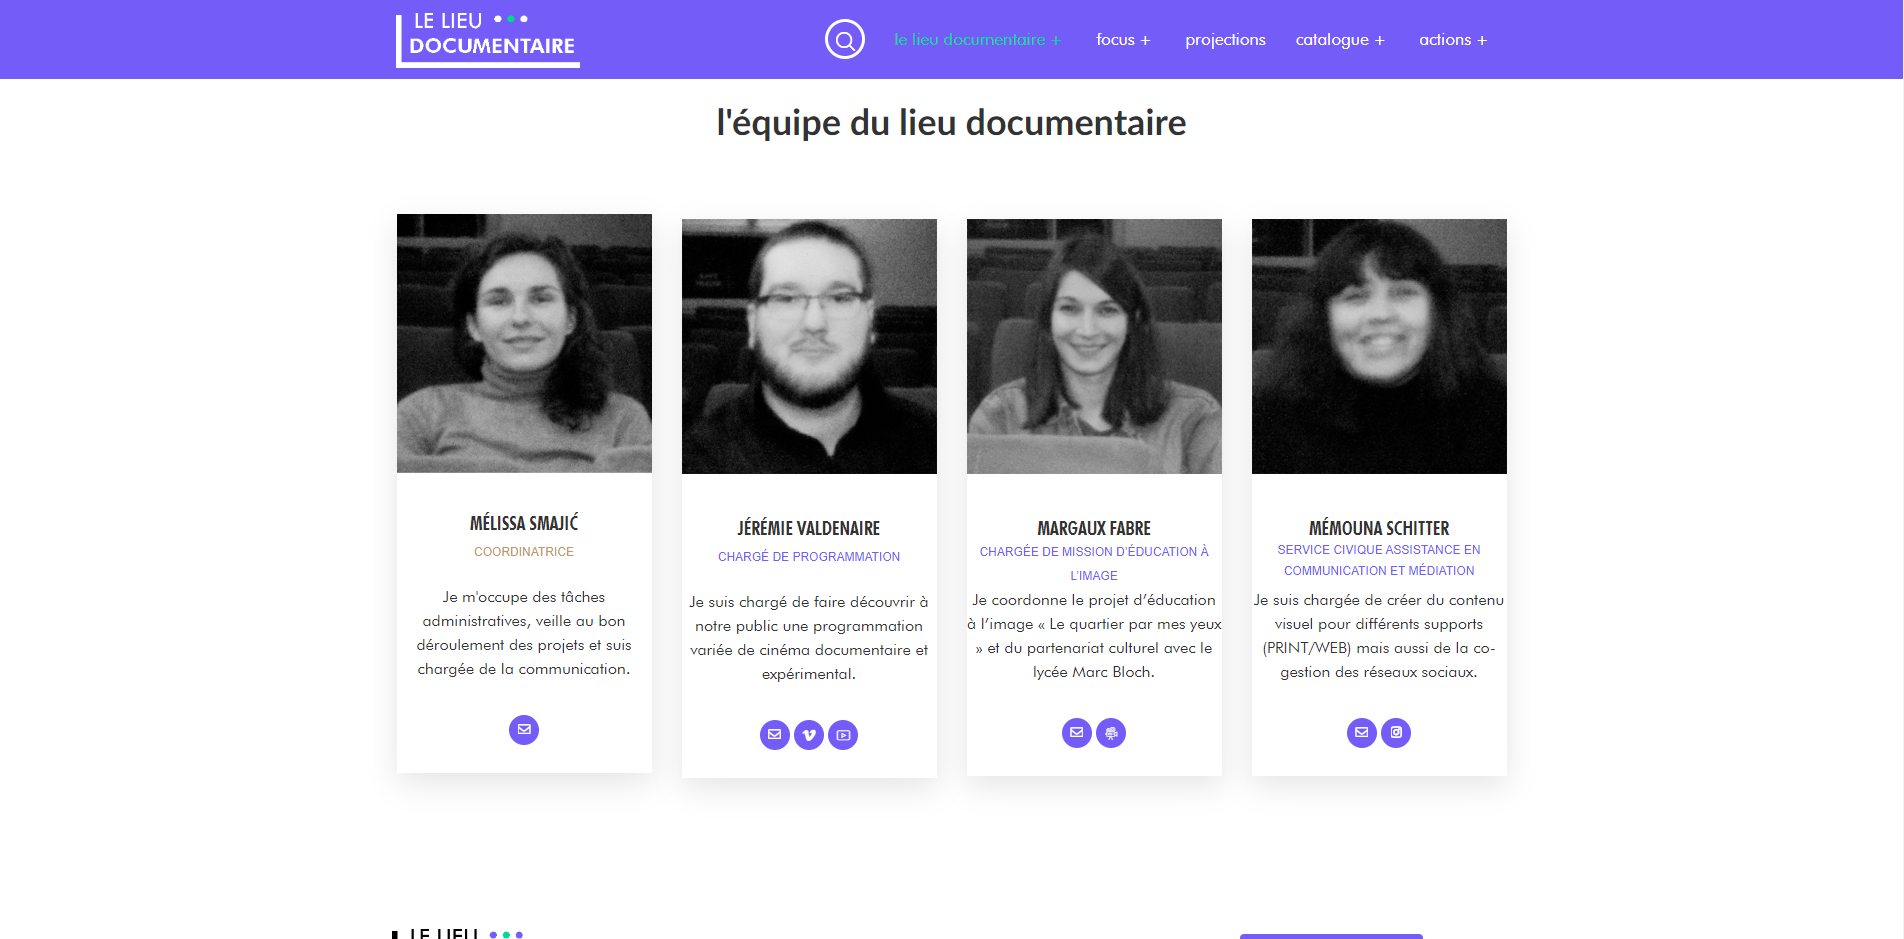 LE LIEU
DOCUMENTAIRE
le lieu documentaire +
focus +
projections
catalogue +
actions +
l'équipe du lieu documentaire
MÉLISSA SMAJIĆ
COORDINATRICE
Je m'occupe des tâches
administratives, veille au bon
déroulement des projets et suis
chargée de la communication.
JÉRÉMIE VALDENAIRE
CHARGÉ DE PROGRAMMATION
Je suis chargé de faire découvrir à
notre public une programmation
variée de cinéma documentaire et
expérimental.
MARGAUX FABRE
CHARGÉE DE MISSION D'ÉDUCATION À
L'IMAGE
Je coordonne le projet d’éducation
à l’image « Le quartier par mes yeux
» et du partenariat culturel avec le
lycée Marc Bloch.
MÉMOUNA SCHITTER
SERVICE CIVIQUE ASSISTANCE EN
COMMUNICATION ET MÉDIATION
Je suis chargée de créer du contenu
visuel pour différents supports
(PRINT/WEB) mais aussi de la co-
gestion des réseaux sociaux.
LE LIEU